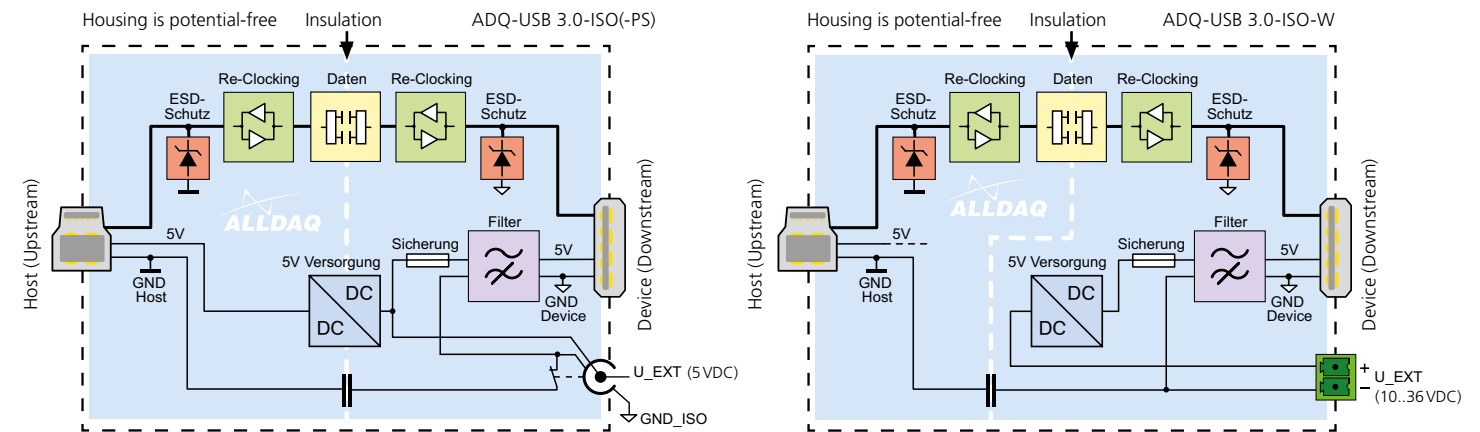 Housing is potential-free
Insulation
ADQ-USB 3.0-ISO(-PS)
Re-Clocking
Daten
Re-Clocking
ESD-
Schutz
ESD-
Schutz
ALLDAQ
Host (Upstream)
Device (Downstream)
5V
GND
Host
5V Versorgung
DC
DC
Sicherung
Filter
5V
GND
Device
U_EXT (5 VDC)
GND_ISO
Housing is potential-free
Insulation
ADQ-USB 3.0-ISO-W
Re-Clocking
Daten
Re-Clocking
ESD-
Schutz
ESD-
Schutz
ALLDAQ
Host (Upstream)
Device (Downstream)
5V
GND
Host
5V Versorgung
DC
DC
Sicherung
Filter
5V
GND
Device
+
–
U_EXT
(10..36 VDC)